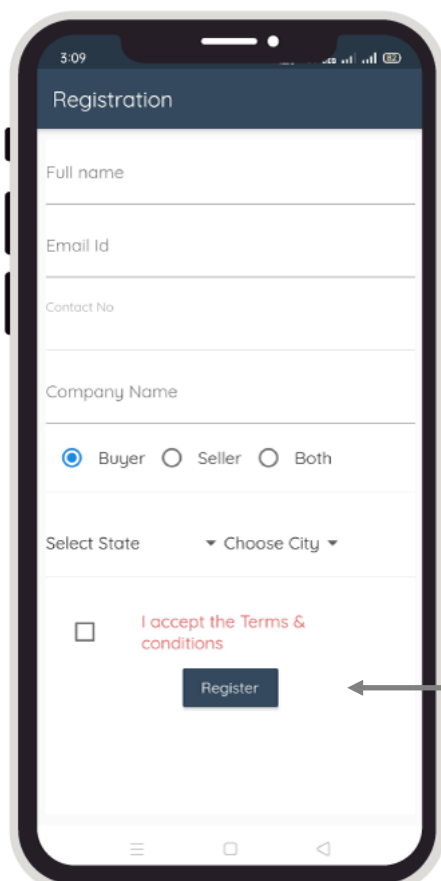 3:09
82
Registration
Full name
Email Id
Contact No
Company Name
Buyer Seller Both
Select State Choose City
I accept the Terms &
conditions
Register